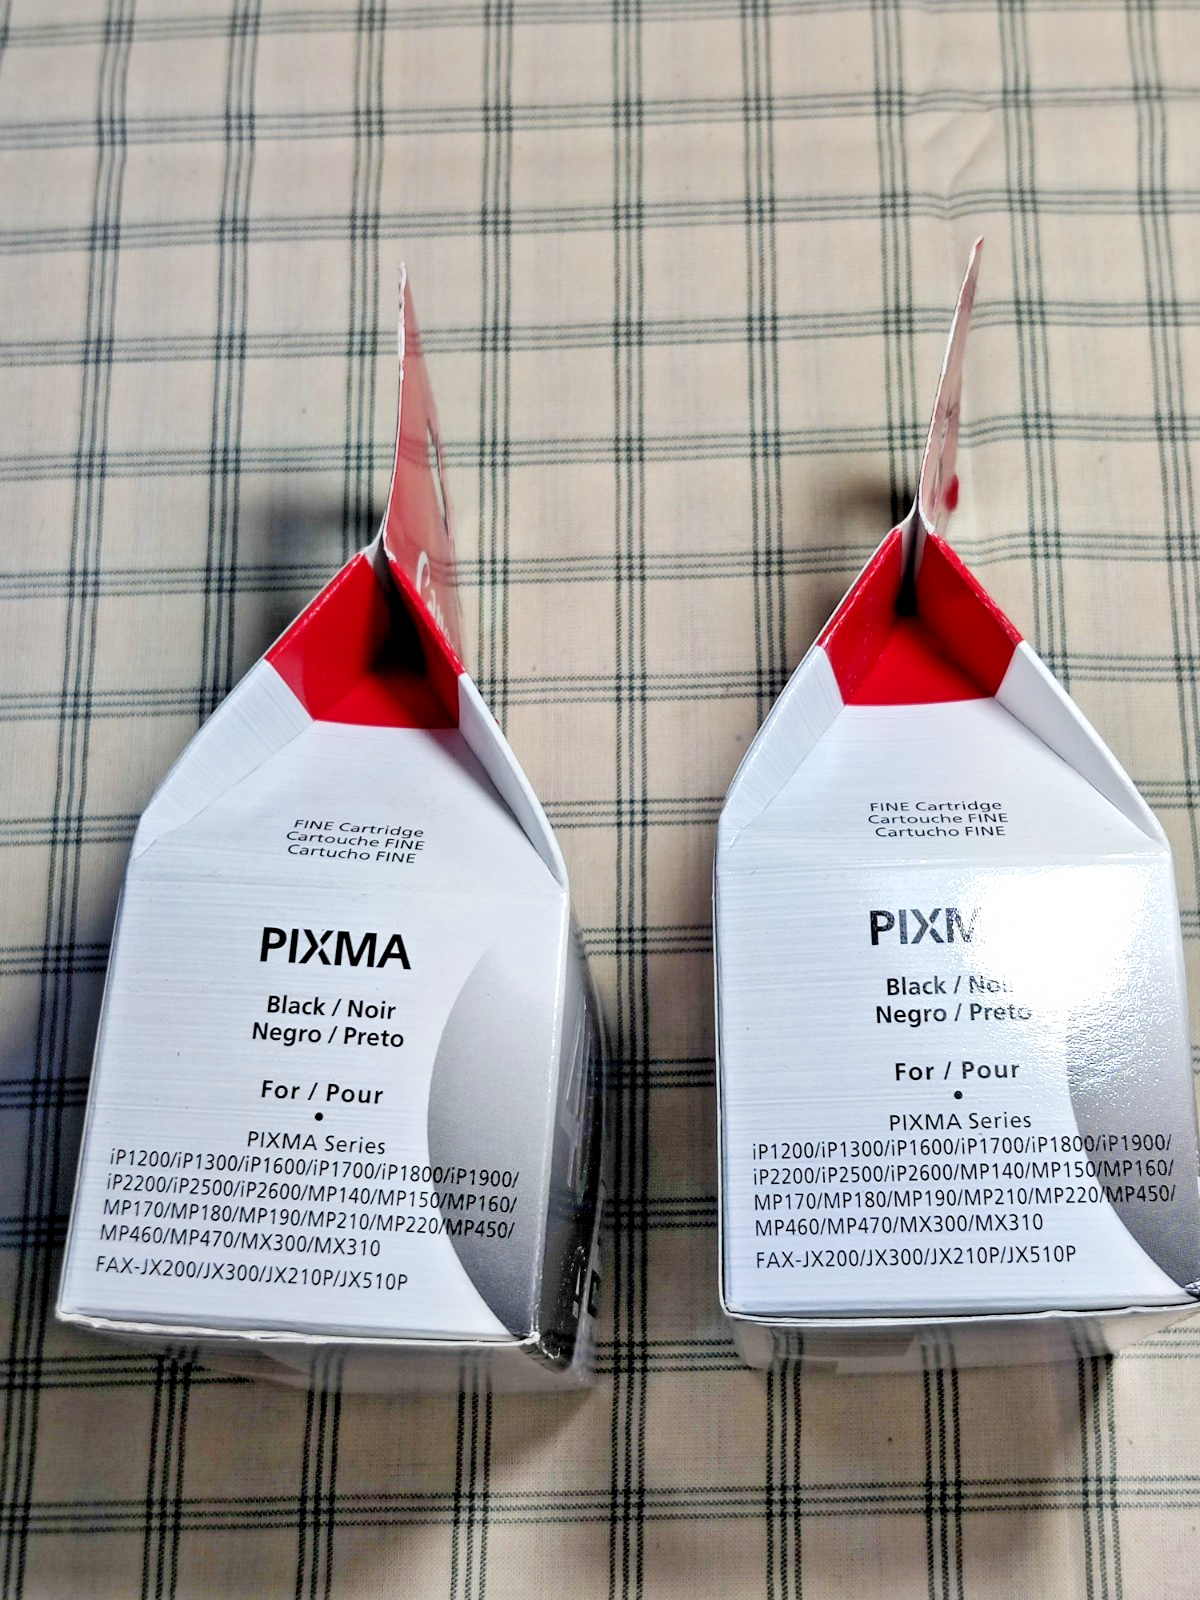 FINE Cartridge
Cartouche FINE
Cartucho FINE
PIXMA
Black / Noir
Negro / Preto
For / Pour
•
PIXMA Series
iP1200/iP1300/iP1600/iP1700/iP1800/iP1900/
iP2200/iP2500/iP2600/MP140/MP150/MP160/
MP170/MP180/MP190/MP210/MP220/MP450/
MP460/MP470/MX300/MX310
FAX-JX200/JX300/JX210P/JX510P
FINE Cartridge
Cartouche FINE
Cartucho FINE
PIXM
Black / Noir
Negro / Preto
For / Pour
•
PIXMA Series
iP1200/iP1300/iP1600/iP1700/iP1800/iP1900/
iP2200/iP2500/iP2600/MP140/MP150/MP160/
MP170/MP180/MP190/MP210/MP220/MP450/
MP460/MP470/MX300/MX310
FAX-JX200/JX300/JX210P/JX510P